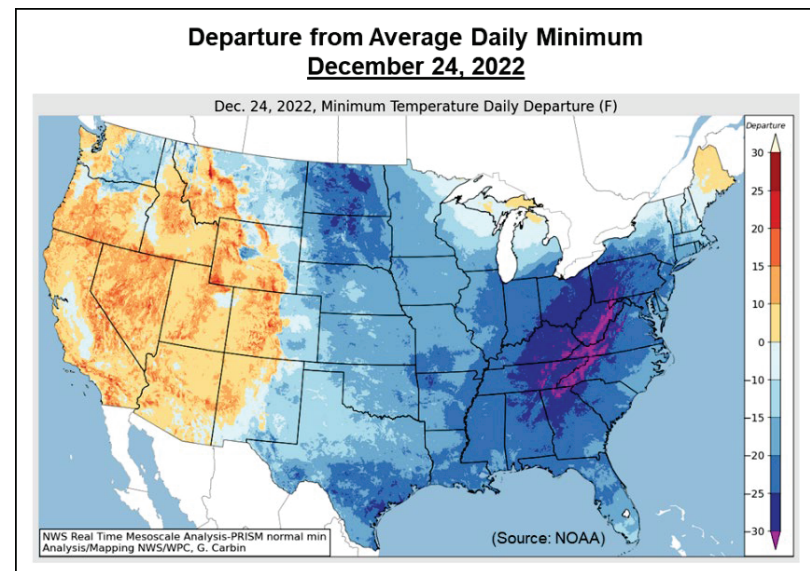 Departure from Average Daily Minimum
December 24, 2022
Dec. 24, 2022, Minimum Temperature Daily Departure (F)
Departure
30
25
20
15
10
0
-10
-15
-20
-25
-30
NWS Real Time Mesoscale Analysis-PRISM normal min
Analysis/Mapping NWS/WPC, G. Carbin
(Source: NOAA)